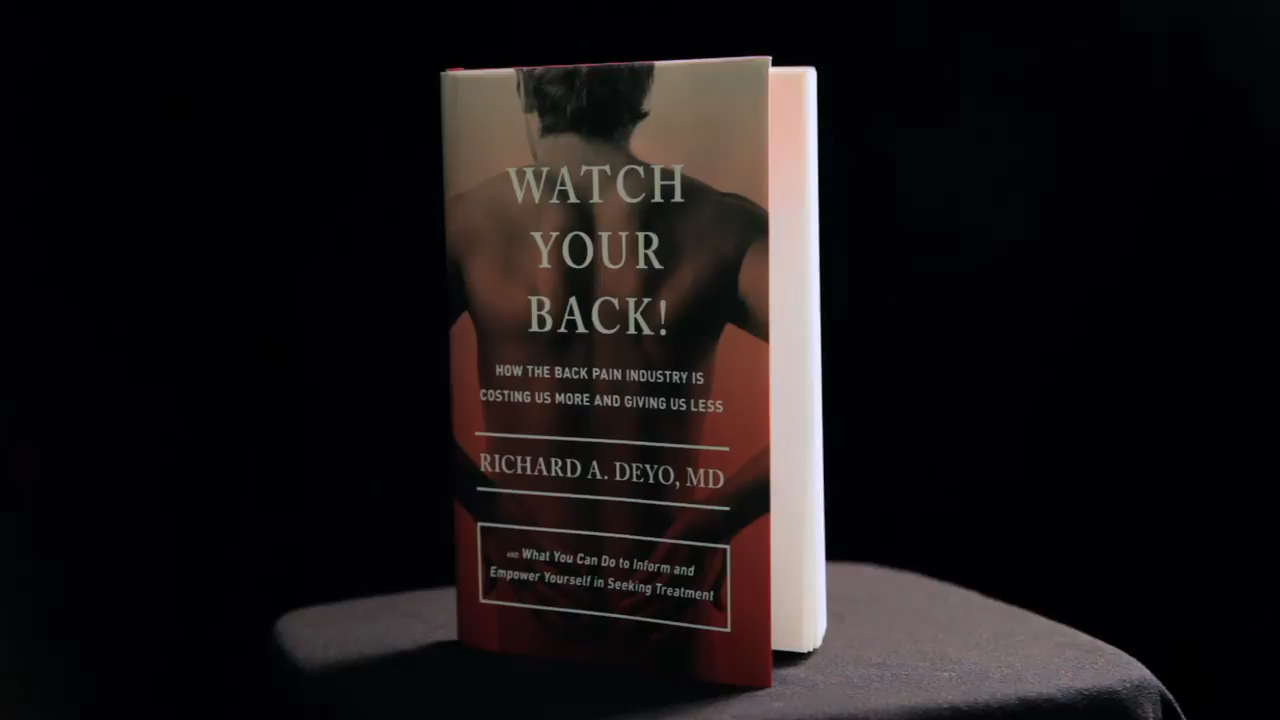 WATCH
YOUR
BACK!
HOW THE BACK PAIN INDUSTRY IS
COSTING US MORE AND GIVING US LESS
RICHARD A. DEYO, MD
AND What You Can Do to Inform and
Empower Yourself in Seeking Treatment